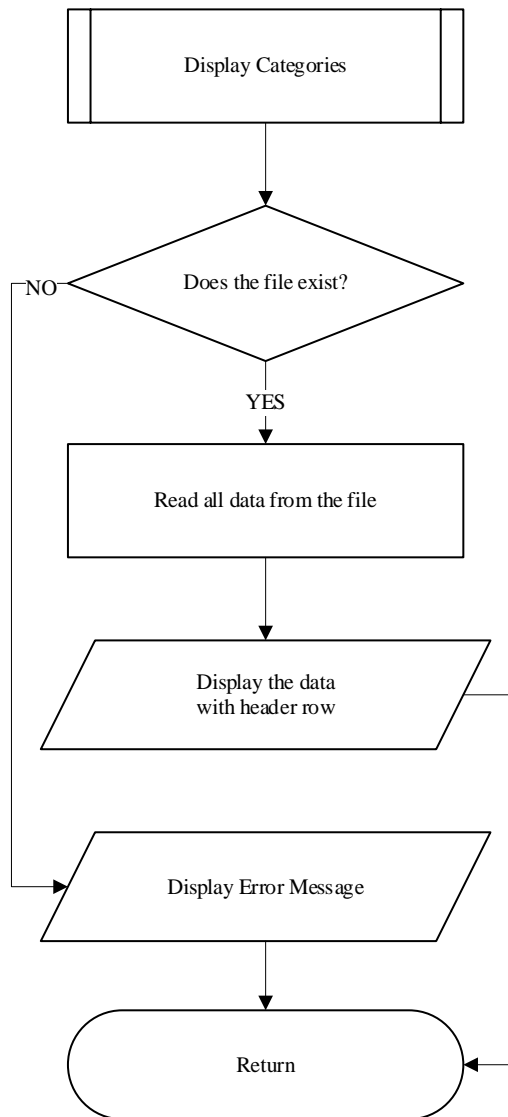 Display Categories
Does the file exist?
NO
YES
Read all data from the file
Display the data
with header row
Display Error Message
Return